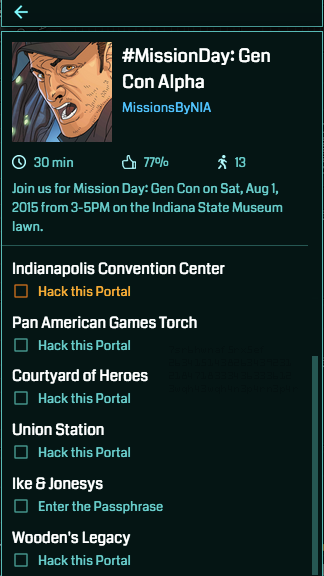 #MissionDay: Gen
Con Alpha
MissionsByNIA
30 min
77%
13
Join us for Mission Day: Gen Con on Sat, Aug 1,
2015 from 3-5PM on the Indiana State Museum
lawn.
Indianapolis Convention Center
Hack this Portal
Pan American Games Torch
Hack this Portal
Courtyard of Heroes
Hack this Portal
Union Station
Hack this Portal
Ike & Jonesys
Enter the Passphrase
Wooden's Legacy
Hack this Portal